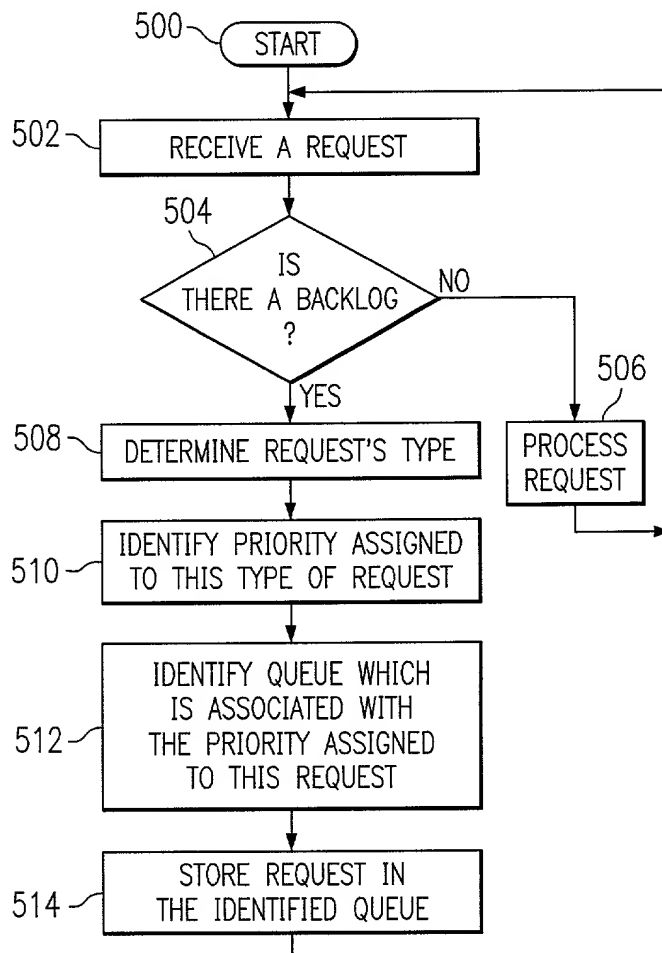 500
START
502
RECEIVE A REQUEST
504
IS
THERE A BACKLOG
?
NO
YES
506
PROCESS
REQUEST
508
DETERMINE REQUEST'S TYPE
510
IDENTIFY PRIORITY ASSIGNED
TO THIS TYPE OF REQUEST
512
IDENTIFY QUEUE WHICH
IS ASSOCIATED WITH
THE PRIORITY ASSIGNED
TO THIS REQUEST
514
STORE REQUEST IN
THE IDENTIFIED QUEUE